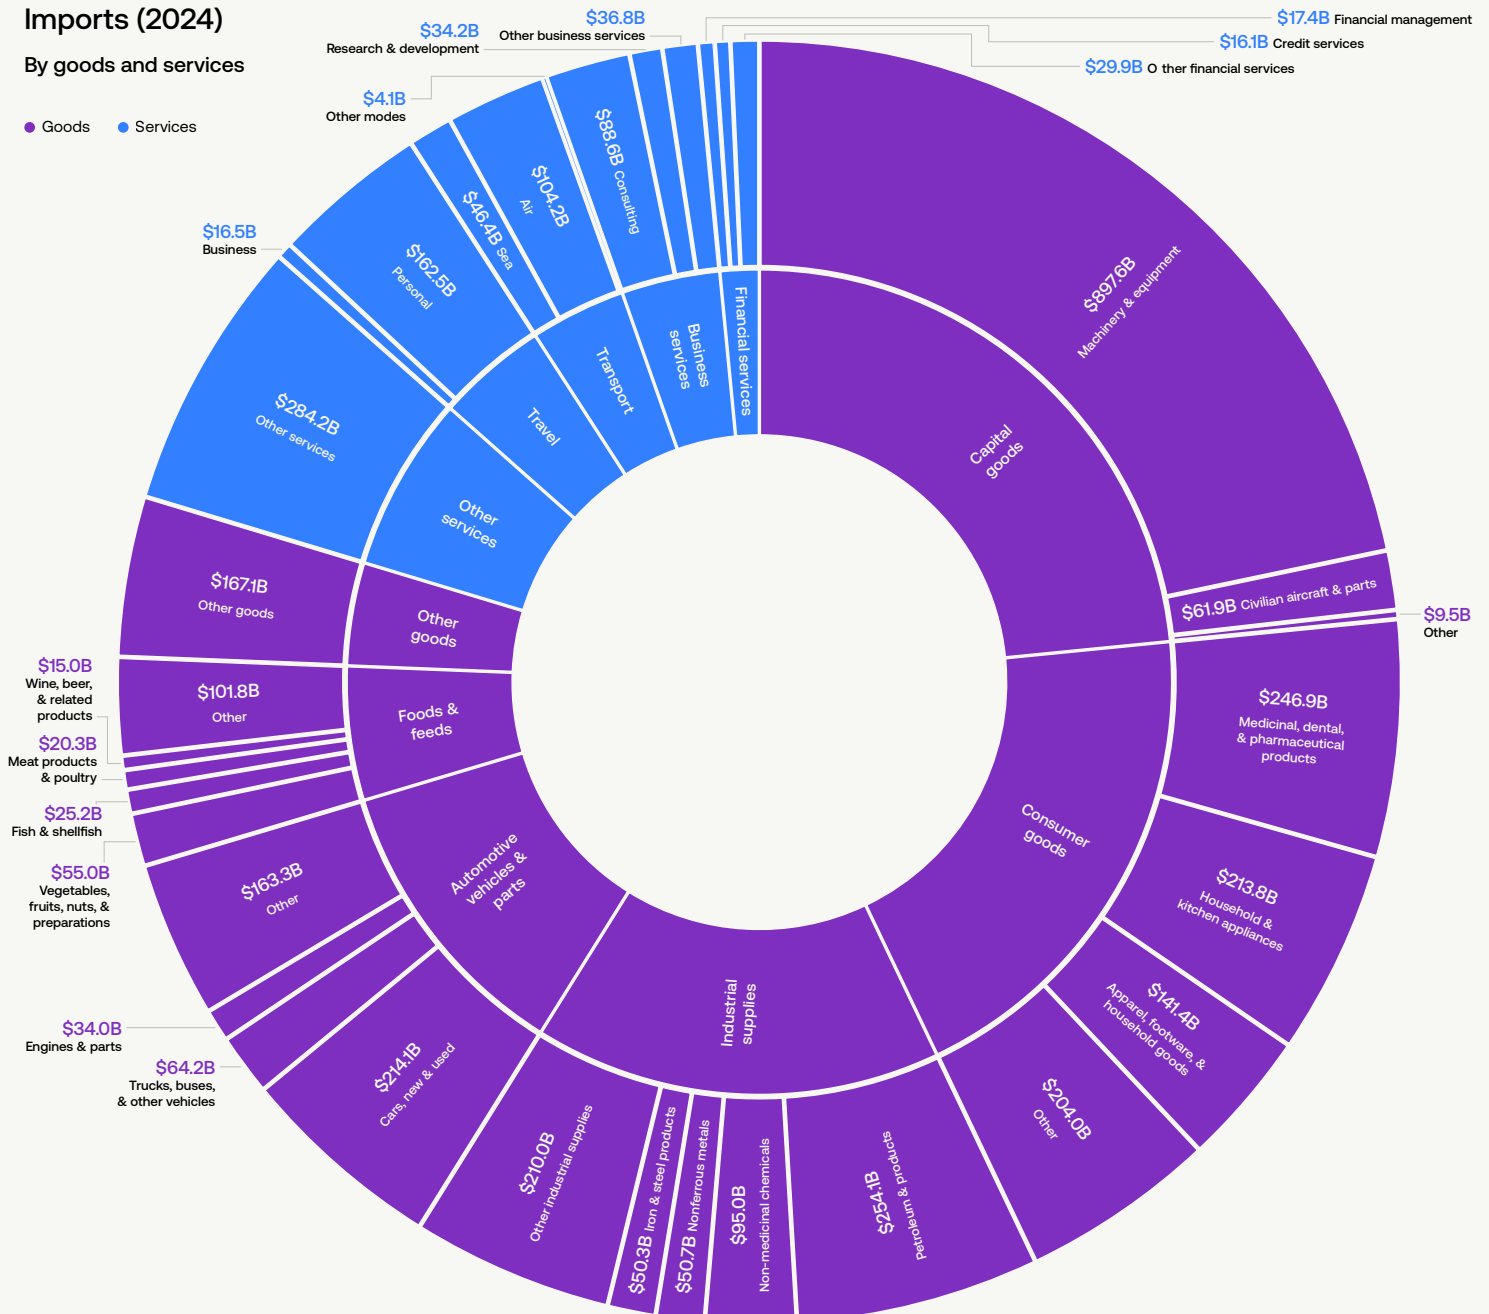 Imports (2024)
By goods and services
Goods
Services
$34.2B
Research & development
$36.8B
Other business services
$17.4B Financial management
$16.1B Credit services
$29.9B O ther financial services
$4.1B
Other modes
$88.6B Consulting
$104.2B
Air
$46.4B Sea
$162.5B
Personal
$16.5B
Business
$284.2B
Other services
Financial services
Business
services
Transport
Travel
Other
services
$897.6B
Machinery & equipment
Capital
goods
$61.9B Civilian aircraft & parts
$9.5B
Other
$246.9B
Medicinal, dental,
& pharmaceutical
products
$213.8B
Household &
kitchen appliances
Consumer
goods
$141.4B
Apparel, footware, &
household goods
$204.0B
Other
Industrial
supplies
$254.1B
Petroleum & products
$95.0B
Non-medicinal chemicals
$50.7B Nonferrous metals
$50.3B Iron & steel products
$210.0B
Other industrial supplies
Automotive
vehicles &
parts
$214.1B
Cars, new & used
$64.2B
Trucks, buses,
& other vehicles
$34.0B
Engines & parts
$163.3B
Other
Foods &
feeds
$55.0B
Vegetables,
fruits, nuts, &
preparations
$25.2B
Fish & shellfish
$20.3B
Meat products
& poultry
$15.0B
Wine, beer,
& related
products
$101.8B
Other
Other
goods
$167.1B
Other goods